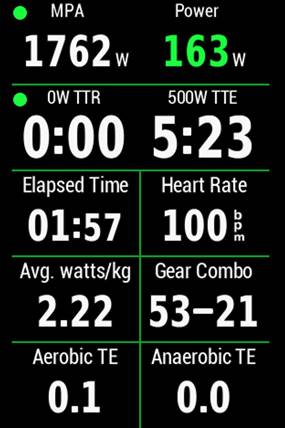 MPA Power
1762 W 163 W
0W TTR 500W TTE
0:00 5:23
Elapsed Time Heart Rate
01:57 100 bpm
Avg. watts/kg Gear Combo
2.22 53-21
Aerobic TE Anaerobic TE
0.1 0.0